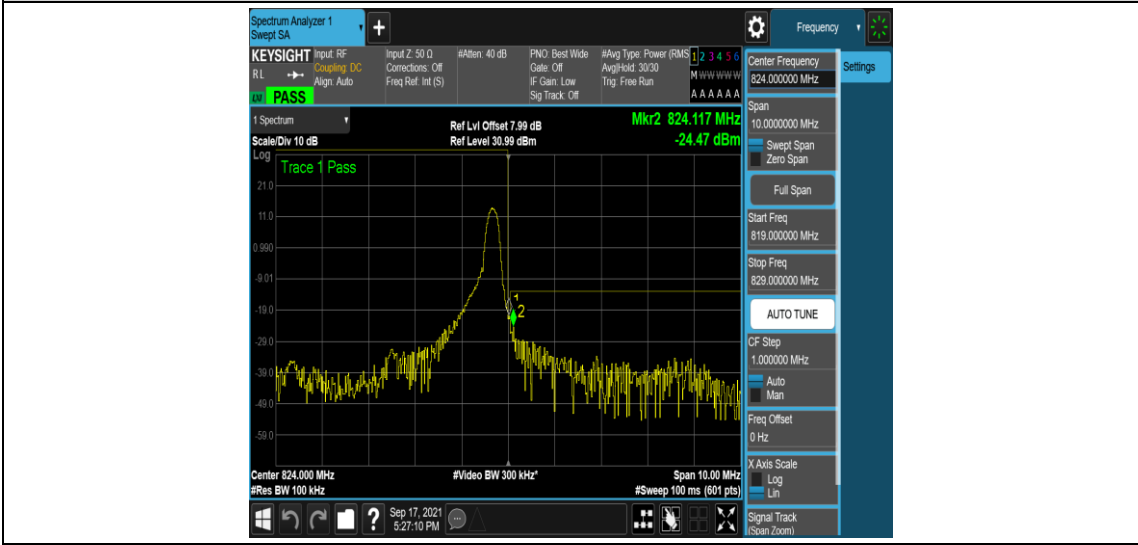 Spectrum Analyzer 1
Swept SA
Frequency
KEYSIGHT
RL
LM PASS
Input: RF
Coupling: DC
Align: Auto
Input Z: 50 Ω
Corrections: Off
Freq Ref: Int (S)
#Atten: 40 dB
PNO: Best Wide
Gate: Off
IF Gain: Low
Sig Track: Off
#Avg Type: Power (RMS
Avg|Hold: 30/30
Trig: Free Run
1 2 3 4 5 6
M W W W W W
A A A A A A
1 Spectrum
Scale/Div 10 dB
Ref Lvl Offset 7.99 dB
Ref Level 30.99 dBm
Mkr2 824.117 MHz
-24.47 dBm
Log
Trace 1 Pass
21.0
11.0
0.990
-9.01
-19.0
-29.0
-39.0
-49.0
-59.0
1
2
Center 824.000 MHz
#Res BW 100 kHz
#Video BW 300 kHz*
Span 10.00 MHz
#Sweep 100 ms (601 pts)
Sep 17, 2021
5:27:10 PM
Center Frequency
824.000000 MHz
Span
10.0000000 MHz
Swept Span
Zero Span
Full Span
Start Freq
819.000000 MHz
Stop Freq
829.000000 MHz
AUTO TUNE
CF Step
1.000000 MHz
Auto
Man
Freq Offset
0 Hz
X Axis Scale
Log
Lin
Signal Track
(Span Zoom)
Settings